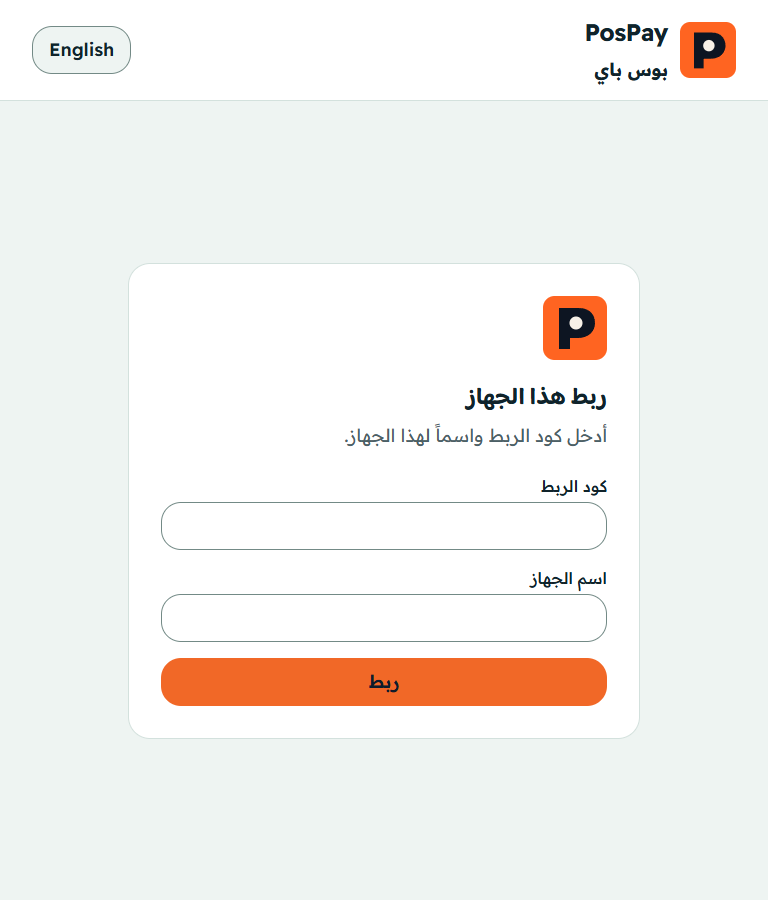 PosPay
بوس باي
English
ربط هذا الجهاز
أدخل كود الربط واسماً لهذا الجهاز.
كود الربط
اسم الجهاز
ربط